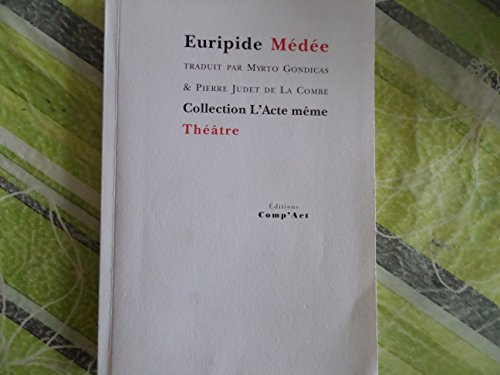 Euripide Médée
TRADUIT PAR MYRTO GONDICAS
& PIERRE JUDET DE LA COMBE
Collection L'Acte même
Théâtre
Éditions
Comp'Act